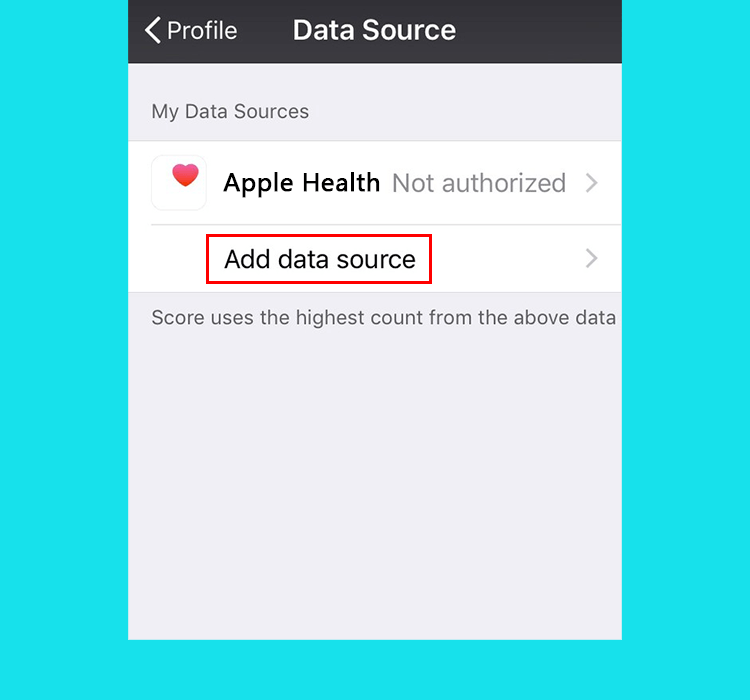 Profile
Data Source
My Data Sources
Apple Health Not authorized
Add data source
Score uses the highest count from the above data